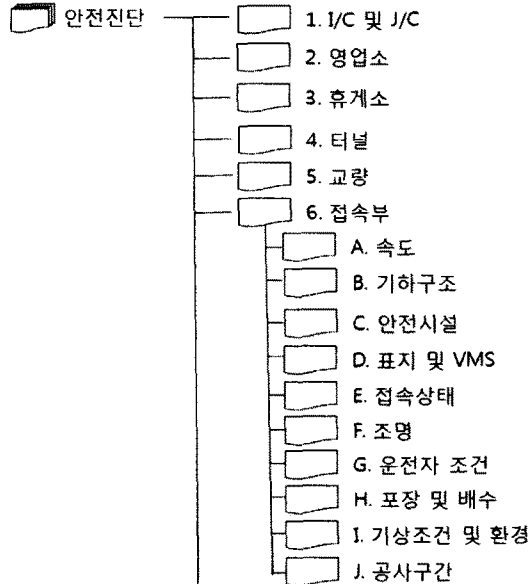 안전진단
1. I/C 및 J/C
2. 영업소
3. 휴게소
4. 터널
5. 교량
6. 접속부
A. 속도
B. 기하구조
C. 안전시설
D. 표지 및 VMS
E. 접속상태
F. 조명
G. 운전자 조건
H. 포장 및 배수
I. 기상조건 및 환경
J. 공사구간